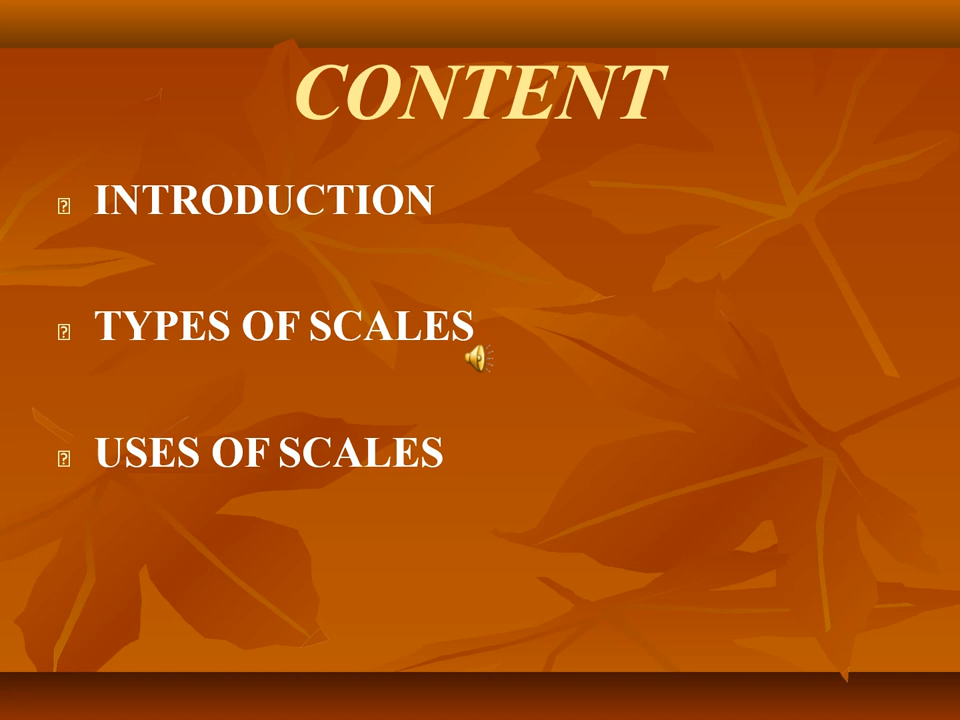 CONTENT
INTRODUCTION
TYPES OF SCALES
USES OF SCALES